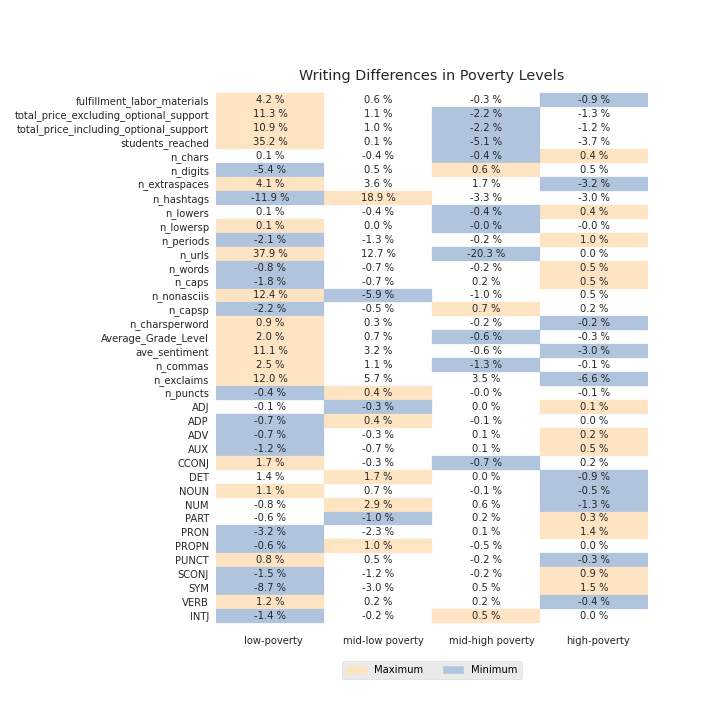 Writing Differences in Poverty Levels
fulfillment_labor_materials 4.2 % 0.6 % -0.3 % -0.9 %
total_price_excluding_optional_support 11.3 % 1.1 % -2.2 % -1.3 %
total_price_including_optional_support 10.9 % 1.0 % -2.2 % -1.2 %
students_reached 35.2 % 0.1 % -5.1 % -3.7 %
n_chars 0.1 % -0.4 % -0.4 % 0.4 %
n_digits -5.4 % 0.5 % 0.6 % 0.5 %
n_extraspaces 4.1 % 3.6 % 1.7 % -3.2 %
n_hashtags -11.9 % 18.9 % -3.3 % -3.0 %
n_lowers 0.1 % -0.4 % -0.4 % 0.4 %
n_lowersp 0.1 % 0.0 % -0.0 % -0.0 %
n_periods -2.1 % -1.3 % -0.2 % 1.0 %
n_urls 37.9 % 12.7 % -20.3 % 0.0 %
n_words -0.8 % -0.7 % -0.2 % 0.5 %
n_caps -1.8 % -0.7 % 0.2 % 0.5 %
n_nonasciis 12.4 % -5.9 % -1.0 % 0.5 %
n_capsp -2.2 % -0.5 % 0.7 % 0.2 %
n_charsperword 0.9 % 0.3 % -0.2 % -0.2 %
Average_Grade_Level 2.0 % 0.7 % -0.6 % -0.3 %
ave_sentiment 11.1 % 3.2 % -0.6 % -3.0 %
n_commas 2.5 % 1.1 % -1.3 % -0.1 %
n_exclaims 12.0 % 5.7 % 3.5 % -6.6 %
n_puncts -0.4 % 0.4 % -0.0 % -0.1 %
ADJ -0.1 % -0.3 % 0.0 % 0.1 %
ADP -0.7 % 0.4 % -0.1 % 0.0 %
ADV -0.7 % -0.3 % 0.1 % 0.2 %
AUX -1.2 % -0.7 % 0.1 % 0.5 %
CCONJ 1.7 % -0.3 % -0.7 % 0.2 %
DET 1.4 % 1.7 % 0.0 % -0.9 %
NOUN 1.1 % 0.7 % -0.1 % -0.5 %
NUM -0.8 % 2.9 % 0.6 % -1.3 %
PART -0.6 % -1.0 % 0.2 % 0.3 %
PRON -3.2 % -2.3 % 0.1 % 1.4 %
PROPN -0.6 % 1.0 % -0.5 % 0.0 %
PUNCT 0.8 % 0.5 % -0.2 % -0.3 %
SCONJ -1.5 % -1.2 % -0.2 % 0.9 %
SYM -8.7 % -3.0 % 0.5 % 1.5 %
VERB 1.2 % 0.2 % 0.2 % -0.4 %
INTJ -1.4 % -0.2 % 0.5 % 0.0 %
low-poverty mid-low poverty mid-high poverty high-poverty
Maximum Minimum